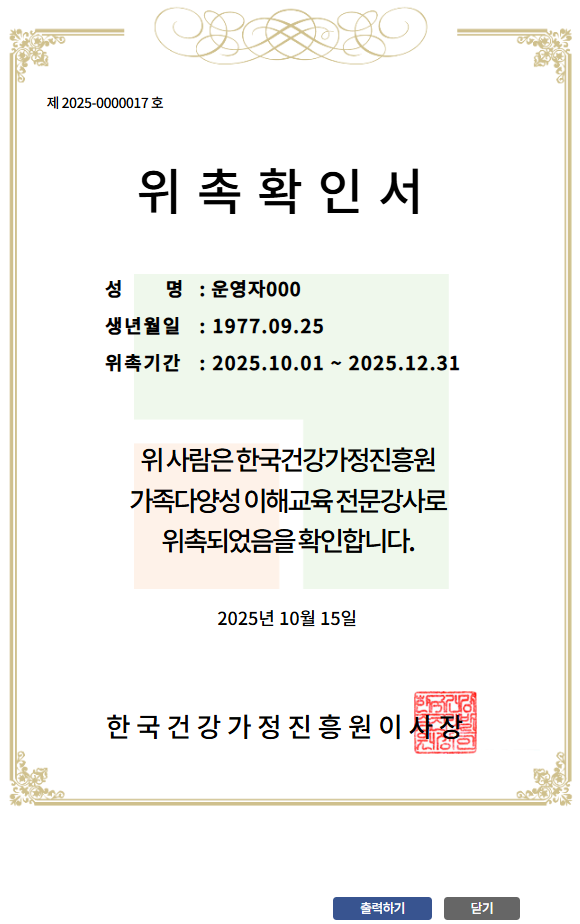 제 2025-0000017 호
위 촉 확 인 서
성 명 : 운영자000
생년월일 : 1977.09.25
위촉기간 : 2025.10.01 ~ 2025.12.31
위 사람은 한국건강가정진흥원
가족다양성 이해교육 전문강사로
위촉되었음을 확인합니다.
2025년 10월 15일
한국건강가정진흥원이사장
출력하기 닫기